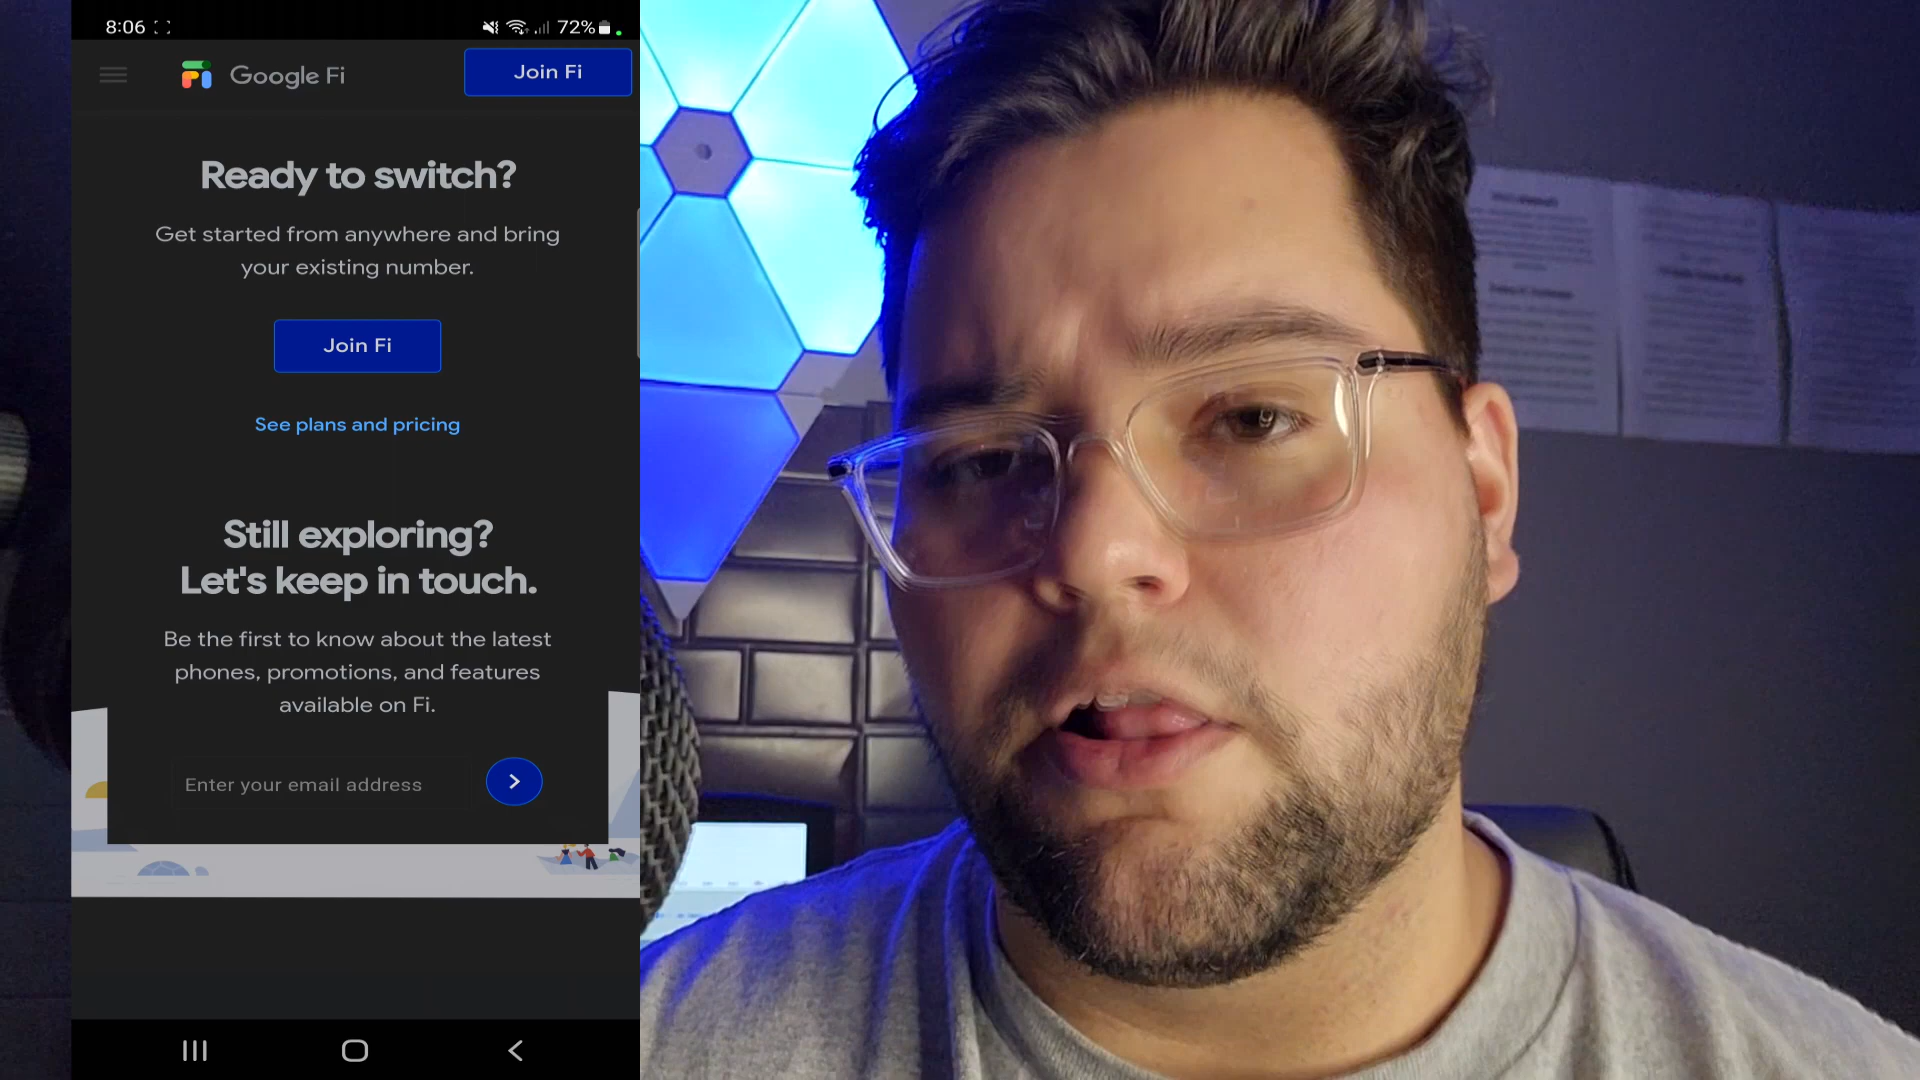 8:06
72%
Google Fi
Join Fi
Ready to switch?
Get started from anywhere and bring
your existing number.
Join Fi
See plans and pricing
Still exploring?
Let's keep in touch.
Be the first to know about the latest
phones, promotions, and features
available on Fi.
Enter your email address